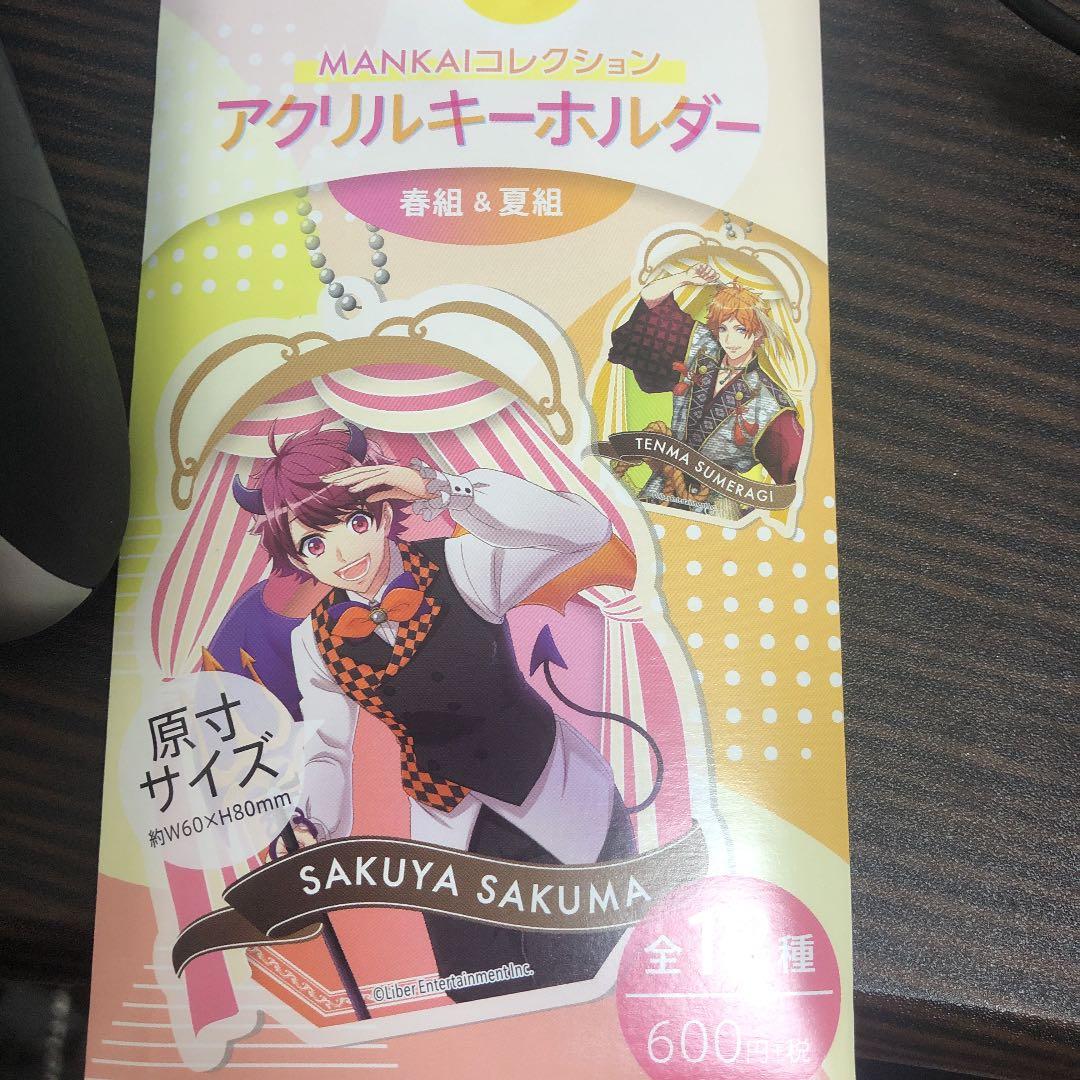 MANKAIコレクション
アクリルキーホルダー
春組 & 夏組
TENMA SUMERAGI
原寸
サイズ
約W60×H80mm
SAKUYA SAKUMA
©Liber Entertainment Inc.
全
種
600円+税